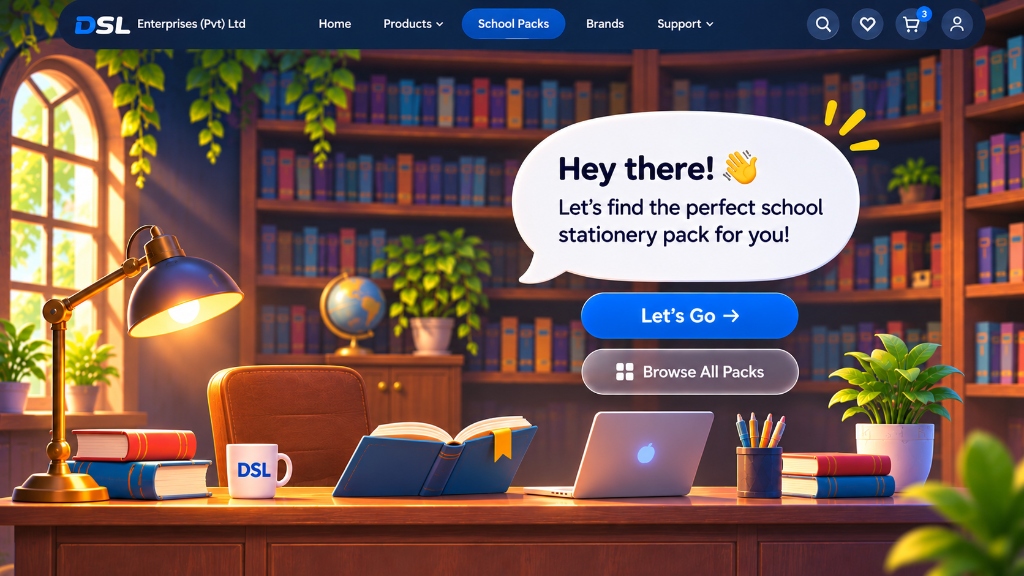 DSL Enterprises (Pvt) Ltd
Home
Products
School Packs
Brands
Support
3
Hey there! 👋
Let's find the perfect school
stationery pack for you!
Let's Go →
Browse All Packs
DSL